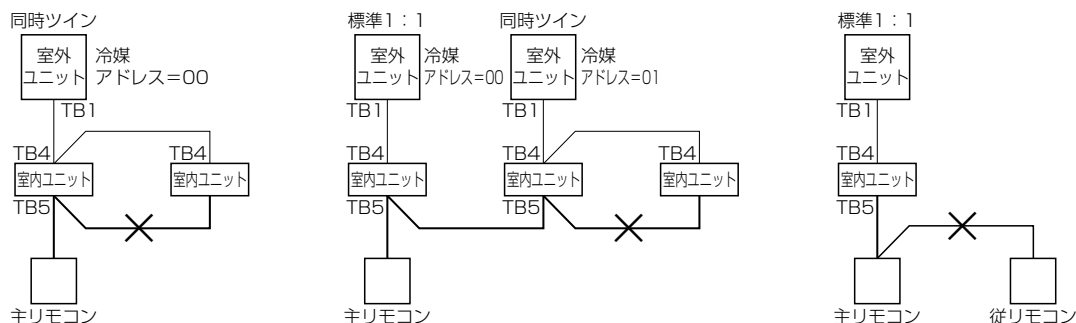 同時ツイン
室外
ユニット
冷媒
アドレス=00
TB1
TB4
TB4
室内ユニット
室内ユニット
TB5
主リモコン
標準1:1
同時ツイン
室外
ユニット
冷媒
アドレス=00
室外
ユニット
冷媒
アドレス=01
TB1
TB1
TB4
TB4
TB4
室内ユニット
室内ユニット
室内ユニット
TB5
TB5
主リモコン
標準1:1
室外
ユニット
TB1
TB4
室内ユニット
TB5
主リモコン
従リモコン